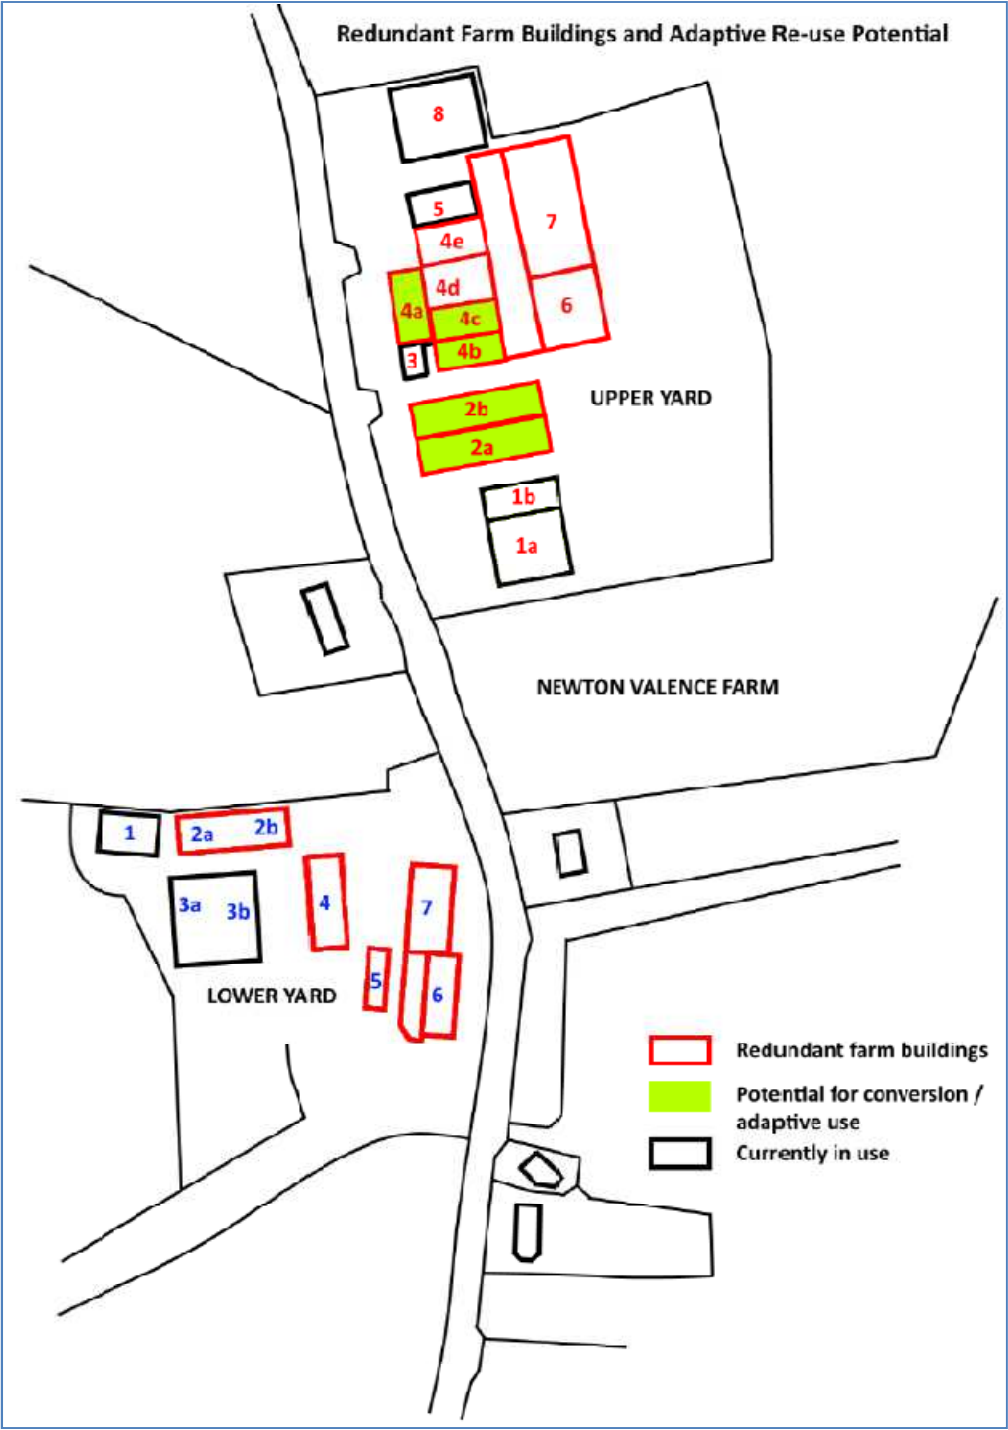 Redundant Farm Buildings and Adaptive Re-use Potential
8
5
7
4e
4d
4a
4c
6
3
4b
2b
UPPER YARD
2a
1b
1a
NEWTON VALENCE FARM
1
2a
2b
3a
3b
4
7
5
6
LOWER YARD
Redundant farm buildings
Potential for conversion /
adaptive use
Currently in use